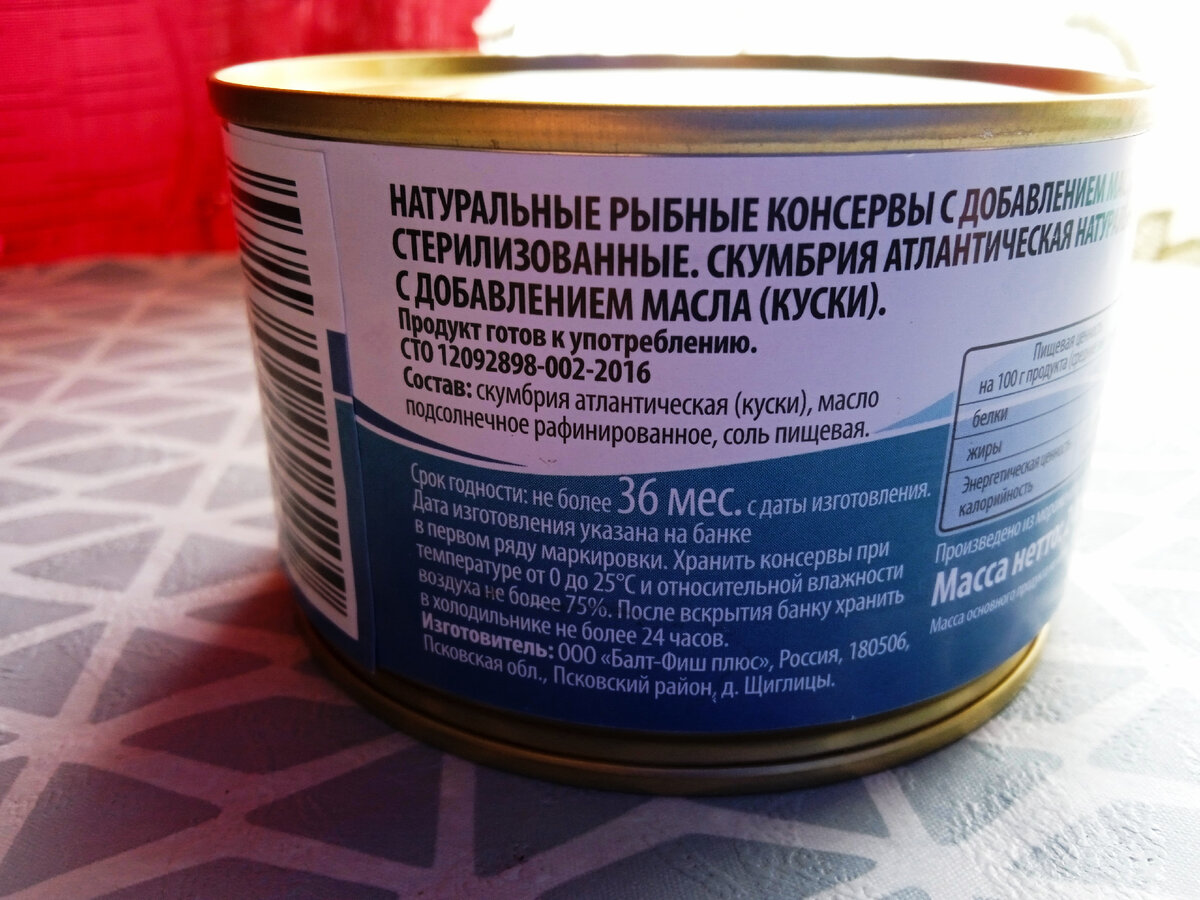 НАТУРАЛЬНЫЕ РЫБНЫЕ КОНСЕРВЫ С ДОБАВЛЕНИЕМ
СТЕРИЛИЗОВАННЫЕ. СКУМБРИЯ АТЛАНТИЧЕСКАЯ
С ДОБАВЛЕНИЕМ МАСЛА (КУСКИ).
Продукт готов к употреблению.
СТО 12092898-002-2016
Состав: скумбрия атлантическая (куски), масло
подсолнечное рафинированное, соль пищевая.
Срок годности: не более 36 мес. с даты изготовления.
Дата изготовления указана на банке
в первом ряду маркировки. Хранить консервы при
температуре от 0 до 25°С и относительной влажности
воздуха не более 75%. После вскрытия банку хранить
в холодильнике не более 24 часов.
Изготовитель: ООО «Балт-Фиш плюс», Россия, 180506,
Псковская обл., Псковский район, д. Щиглицы.
Пищевая ценность
на 100 г продукта
белки
жиры
Энергетическая ценность
калорийность
Произведено из
Масса нетто:
Масса основного